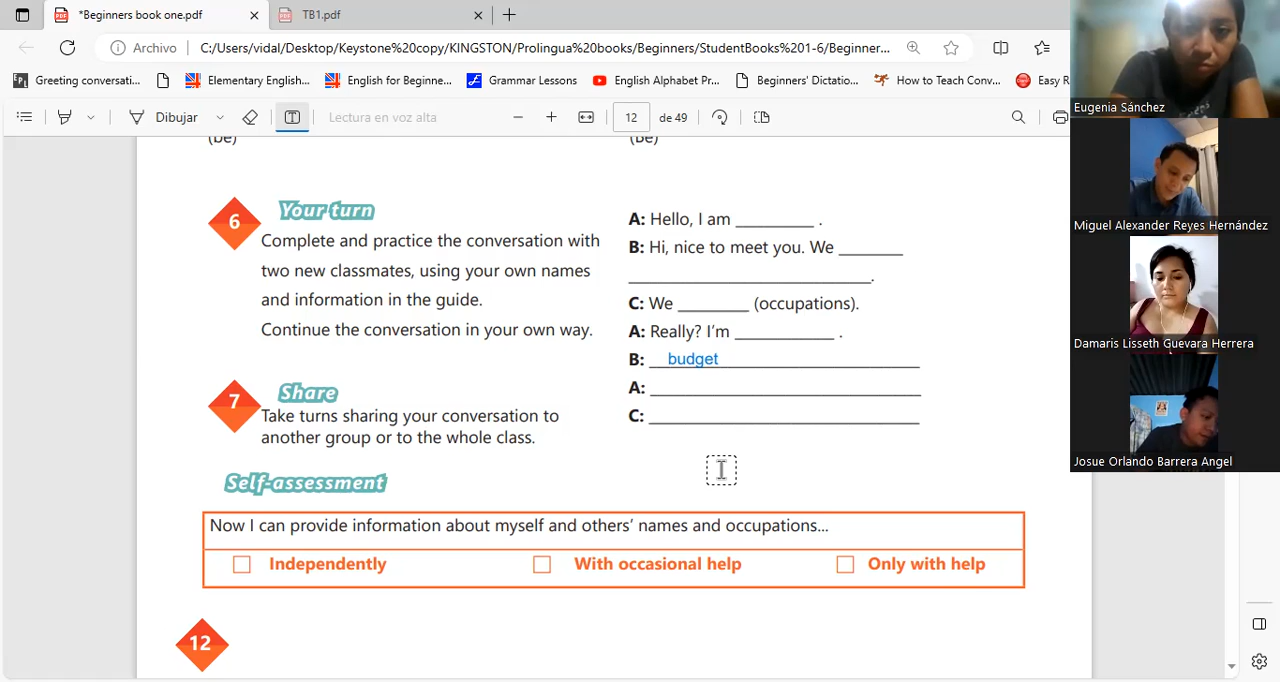 *Beginners book one.pdf
TB1.pdf
Archivo
C:/Users/vidal/Desktop/Keystone%20copy/KINGSTON/Prolingua%20books/Beginners/StudentBooks%201-6/Beginner...
Greeting conversati...
Elementary English...
English for Beginne...
Grammar Lessons
English Alphabet Pr...
Beginners' Dictatio...
How to Teach Conv...
Easy R
Dibujar
Lectura en voz alta
12
de 49
(be)
(be)
6
Your turn
Complete and practice the conversation with
two new classmates, using your own names
and information in the guide.
Continue the conversation in your own way.
A: Hello, I am _________ .
B: Hi, nice to meet you. We ________
______________________________.
C: We _________ (occupations).
A: Really? I'm ____________ .
B: budget
A: _________________________________
C: _________________________________
7
Share
Take turns sharing your conversation to
another group or to the whole class.
Self-assessment
Now I can provide information about myself and others' names and occupations...
Independently
With occasional help
Only with help
12
Eugenia Sánchez
Miguel Alexander Reyes Hernández
Damaris Lisseth Guevara Herrera
Josue Orlando Barrera Angel